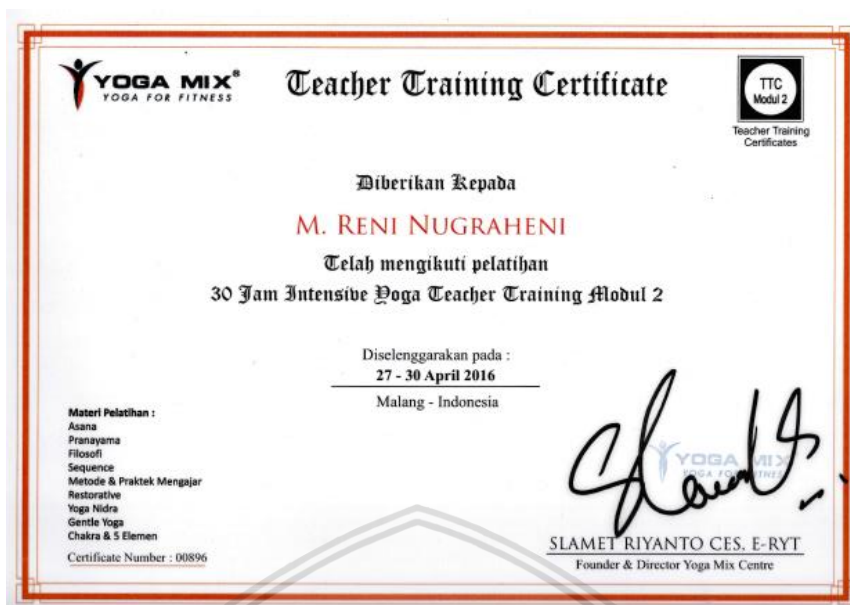 YOGA MIX®
YOGA FOR FITNESS
Teacher Training Certificate
TTC
Modul 2
Teacher Training
Certificates
Diberikan Kepada
M. RENI NUGRAHENI
Telah mengikuti pelatihan
30 Jam Intensive Yoga Teacher Training Modul 2
Diselenggarakan pada :
27 - 30 April 2016
Malang - Indonesia
Materi Pelatihan :
Asana
Pranayama
Filosofi
Sequence
Metode & Praktek Mengajar
Restorative
Yoga Nidra
Gentle Yoga
Chakra & 5 Elemen
Certificate Number : 00896
YOGA MIX
YOGA FOR FITNESS
SLAMET RIYANTO CES, E-RYT
Founder & Director Yoga Mix Centre